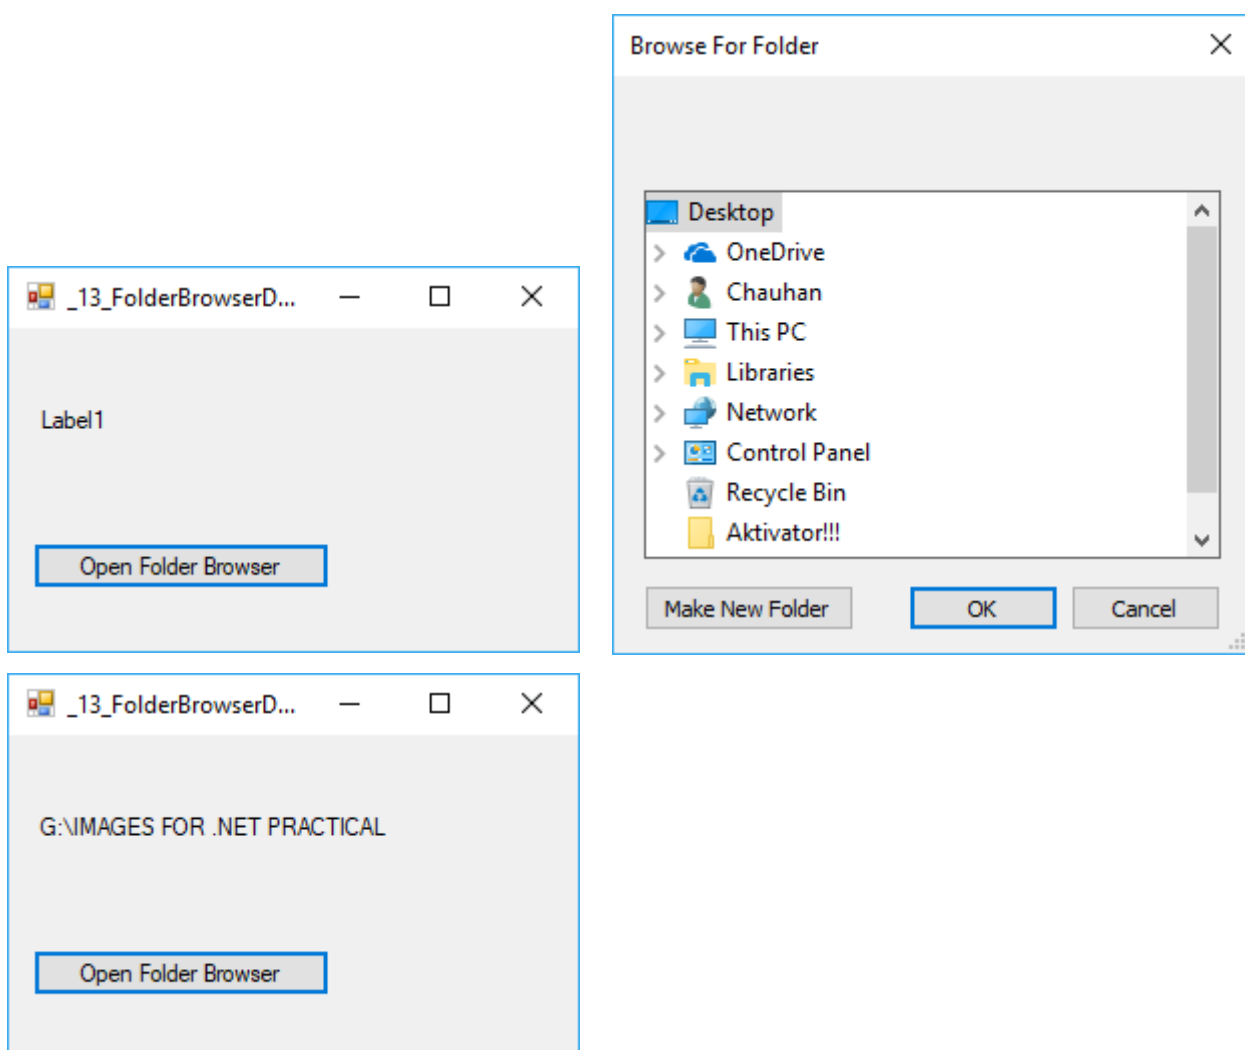 _13_FolderBrowserD...
Label1
Open Folder Browser
Browse For Folder
Desktop
OneDrive
Chauhan
This PC
Libraries
Network
Control Panel
Recycle Bin
Aktivator!!!
Make New Folder OK Cancel
_13_FolderBrowserD...
G:\IMAGES FOR .NET PRACTICAL
Open Folder Browser